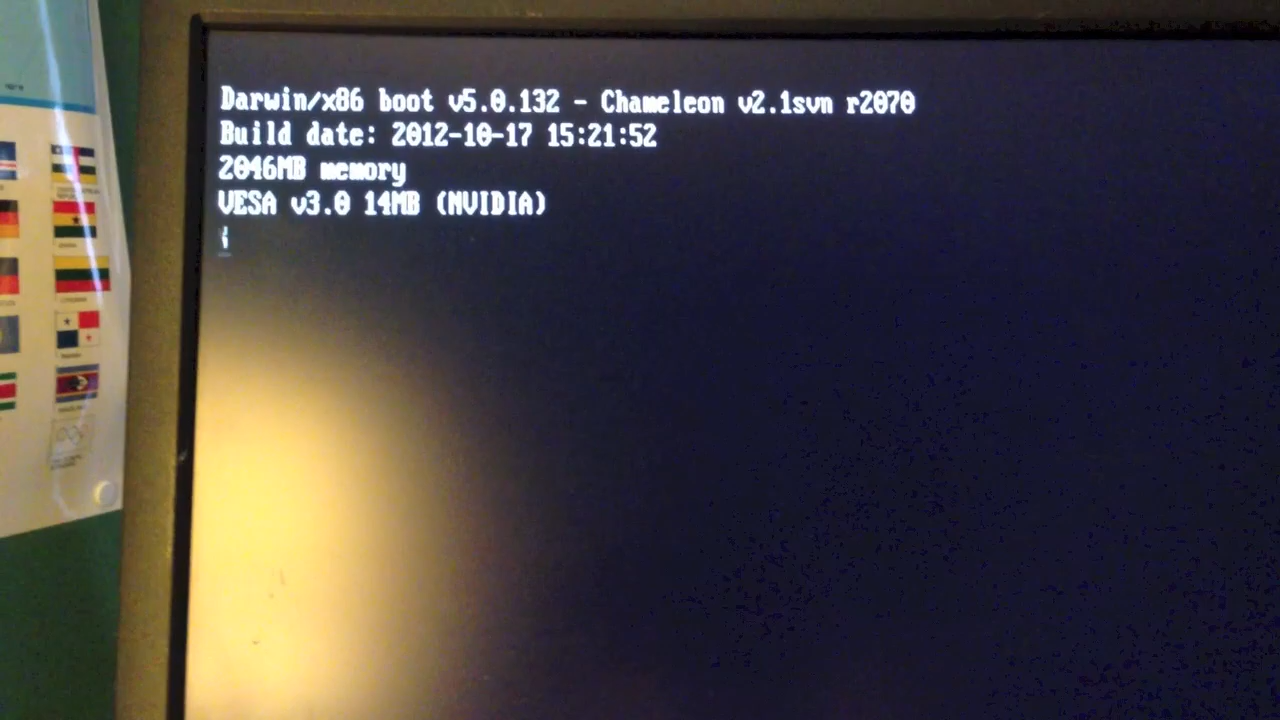 Darwin/x86 boot v5.0.132 - Chameleon v2.1svn r2070
Build date: 2012-10-17 15:21:52
2046MB memory
VESA v3.0 14MB (NVIDIA)